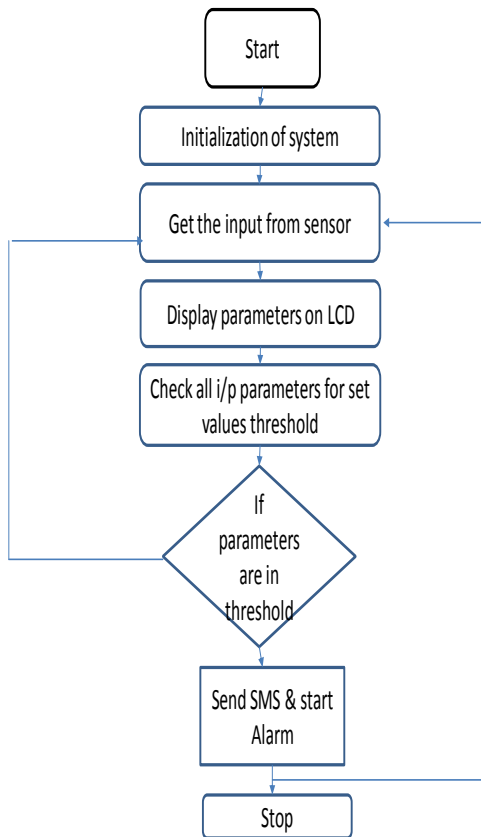 Start
Initialization of system
Get the input from sensor
Display parameters on LCD
Check all i/p parameters for set
values threshold
If
parameters
are in
threshold
Send SMS & start
Alarm
Stop